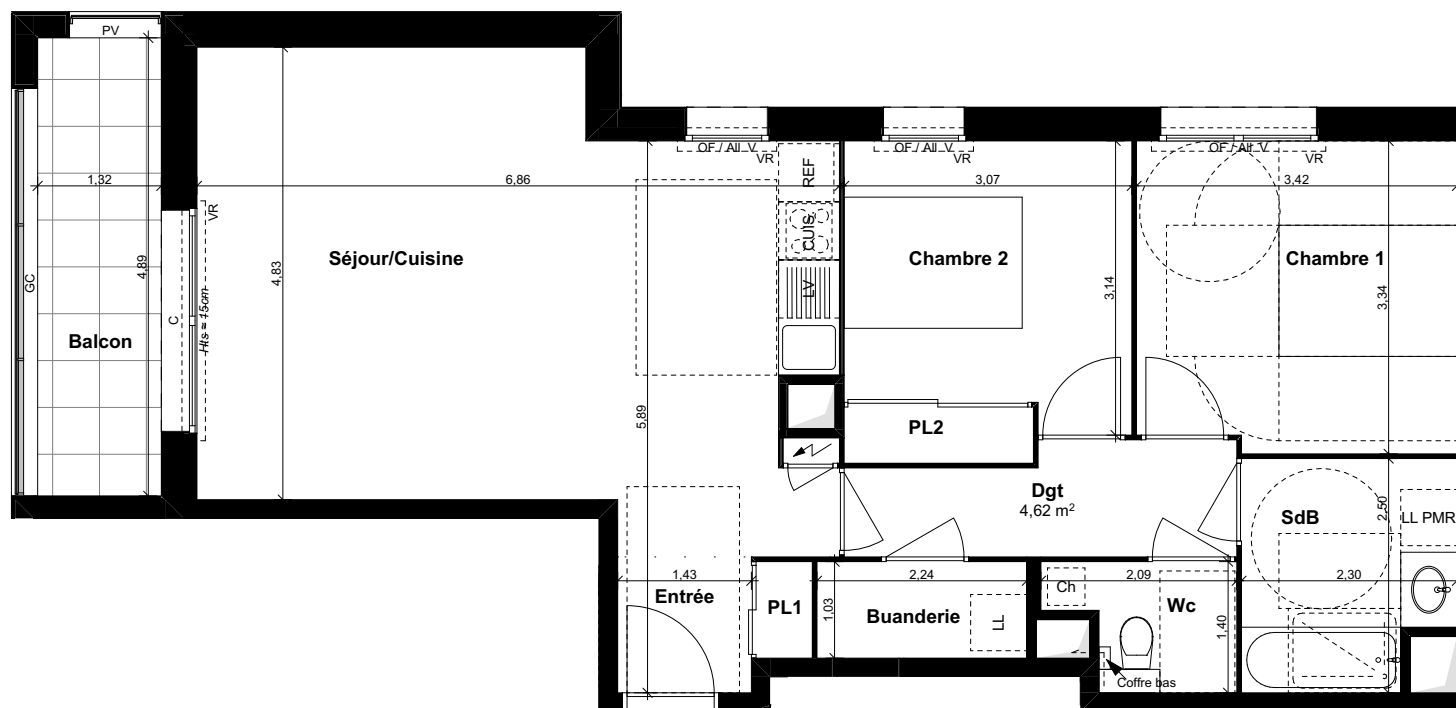 PV
OF / All. V
VR
OF / All. V
VR
OF / All. V
VR
1,32
6,86
REF
3,07
3,42
VR
CUIS
Séjour/Cuisine
Chambre 2
Chambre 1
4,89
4,83
GC
LV
3,14
3,34
C
Hts ≈ 15cm
Balcon
5,89
PL2
Dgt
4,62 m²
SdB
2,50
LL PMR
1,43
2,24
2,09
2,30
Entrée
PL1
1,03
Buanderie
LL
Ch
Wc
1,40
Coffre bas